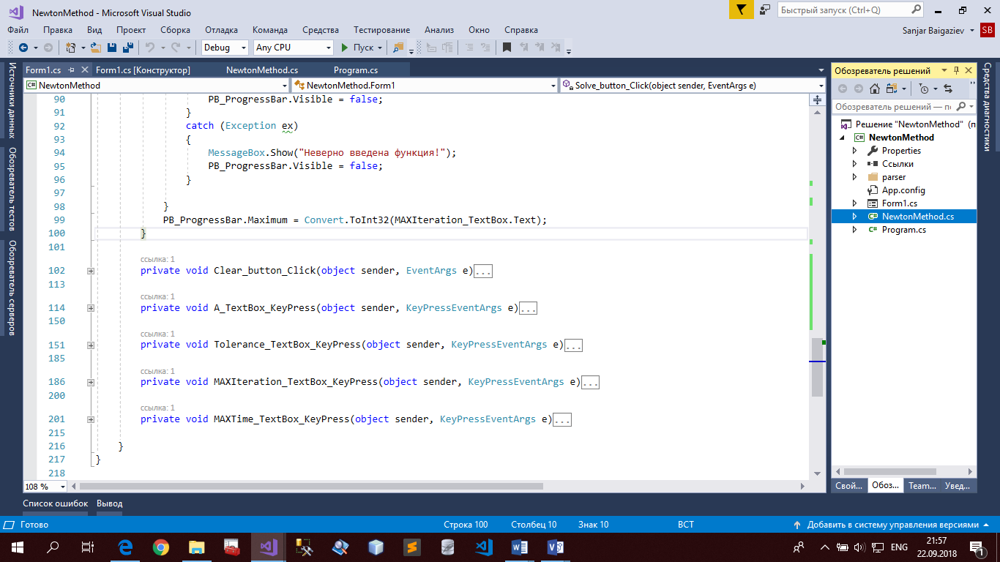 NewtonMethod - Microsoft Visual Studio
Быстрый запуск (Ctrl+Q)
Файл Правка Вид Проект Сборка Отладка Команда Средства Тестирование Анализ Окно Справка
Sanjar Baigaziev SB
Debug Any CPU Пуск
Form1.cs Form1.cs [Конструктор] NewtonMethod.cs Program.cs
NewtonMethod NewtonMethod.Form1 Solve_button_Click(object sender, EventArgs e)
Источники данных
Обозреватель тестов
Обозреватель серверов
90 PB_ProgressBar.Visible = false;
91 }
92 catch (Exception ex)
93 {
94 MessageBox.Show("Неверно введена функция!");
95 PB_ProgressBar.Visible = false;
96 }
97
98 }
99 PB_ProgressBar.Maximum = Convert.ToInt32(MAXIteration_TextBox.Text);
100 }
101
ссылка: 1
102 private void Clear_button_Click(object sender, EventArgs e)...
113
ссылка: 1
114 private void A_TextBox_KeyPress(object sender, KeyPressEventArgs e)...
150
ссылка: 1
151 private void Tolerance_TextBox_KeyPress(object sender, KeyPressEventArgs e)...
185
ссылка: 1
186 private void MAXIteration_TextBox_KeyPress(object sender, KeyPressEventArgs e)...
200
ссылка: 1
201 private void MAXTime_TextBox_KeyPress(object sender, KeyPressEventArgs e)...
215
216 }
217 }
218
108 %
Обозреватель решений
Обозреватель решений — по
Решение "NewtonMethod" (п
NewtonMethod
Properties
Ссылки
parser
App.config
Form1.cs
NewtonMethod.cs
Program.cs
Свой... Обоз... Team... Увед...
Средства диагностики
Список ошибок Вывод
Готово Строка 100 Столбец 10 Знак 10 ВСТ Добавить в систему управления версиями
ENG
21:57
22.09.2018
1